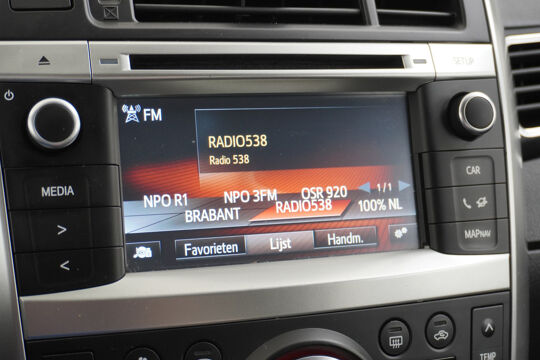 SETUP
FM
RADIO538
Radio 538
MEDIA
CAR
NPO R1 NPO 3FM OSR 920 1/1
BRABANT RADIO538 100% NL
MAP NAV
Favorieten Lijst Handm.
TEMP